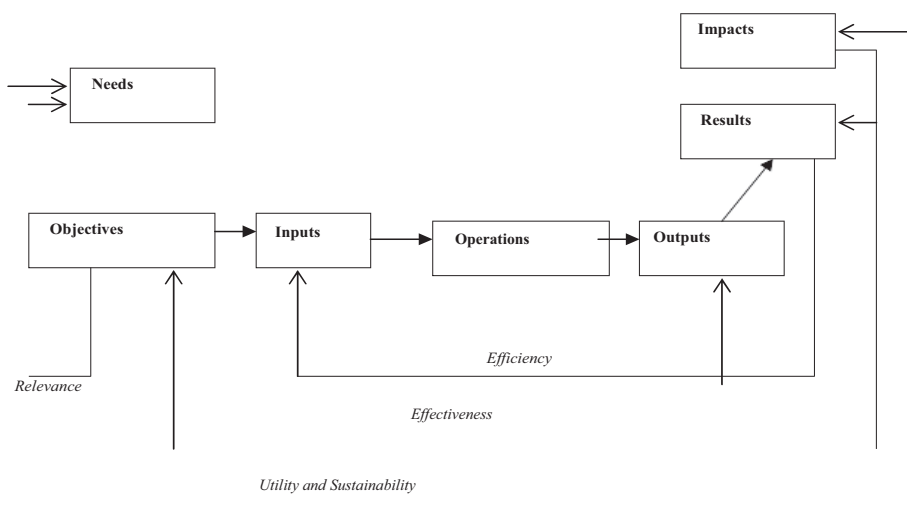 Impacts
Needs
Results
Objectives
Inputs
Operations
Outputs
Efficiency
Relevance
Effectiveness
Utility and Sustainability